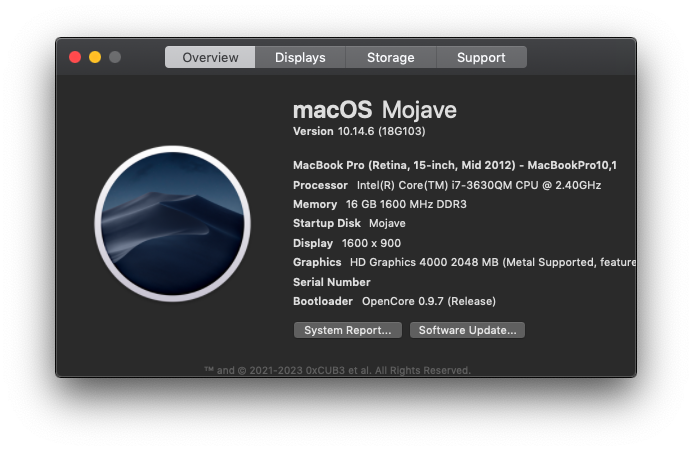 Overview Displays Storage Support
macOS Mojave
Version 10.14.6 (18G103)
MacBook Pro (Retina, 15-inch, Mid 2012) - MacBookPro10,1
Processor Intel(R) Core(TM) i7-3630QM CPU @ 2.40GHz
Memory 16 GB 1600 MHz DDR3
Startup Disk Mojave
Display 1600 x 900
Graphics HD Graphics 4000 2048 MB (Metal Supported, feature
Serial Number
Bootloader OpenCore 0.9.7 (Release)
System Report... Software Update...
™ and © 2021-2023 0xCUB3 et al. All Rights Reserved.